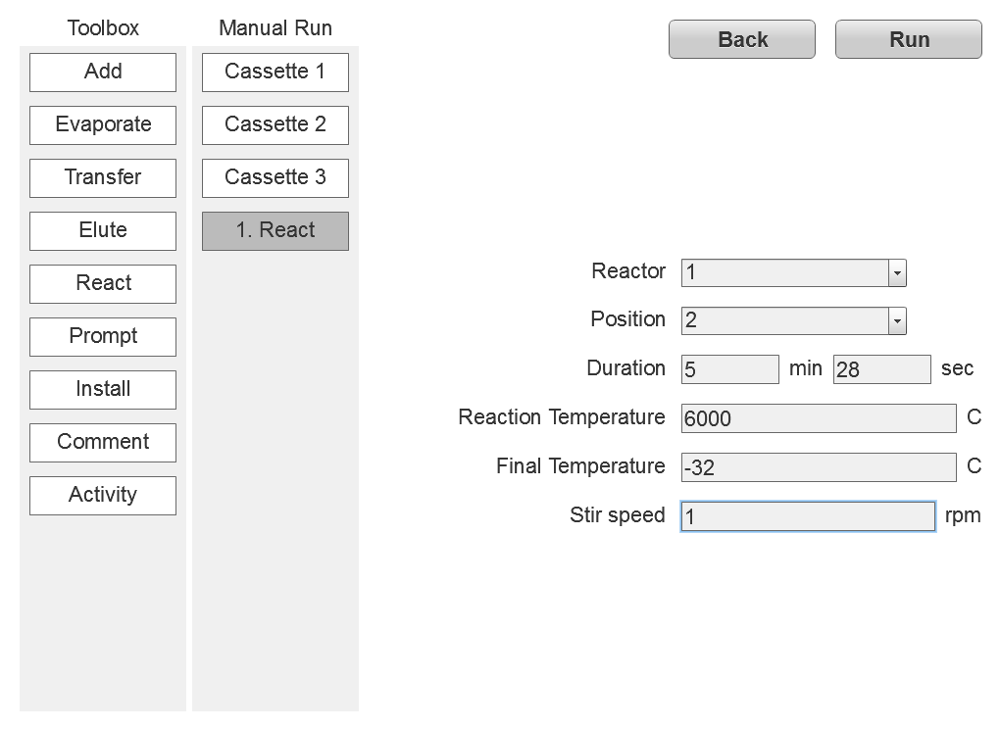 Toolbox
Add
Evaporate
Transfer
Elute
React
Prompt
Install
Comment
Activity
Manual Run
Cassette 1
Cassette 2
Cassette 3
1. React
Back Run
Reactor 1
Position 2
Duration 5 min 28 sec
Reaction Temperature 6000 C
Final Temperature -32 C
Stir speed 1 rpm